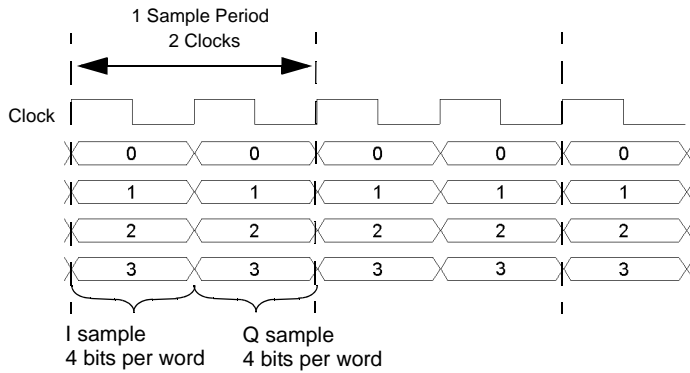 1 Sample Period
2 Clocks
Clock
0 0 0 0 0
1 1 1 1 1
2 2 2 2 2
3 3 3 3 3
I sample
4 bits per word
Q sample
4 bits per word